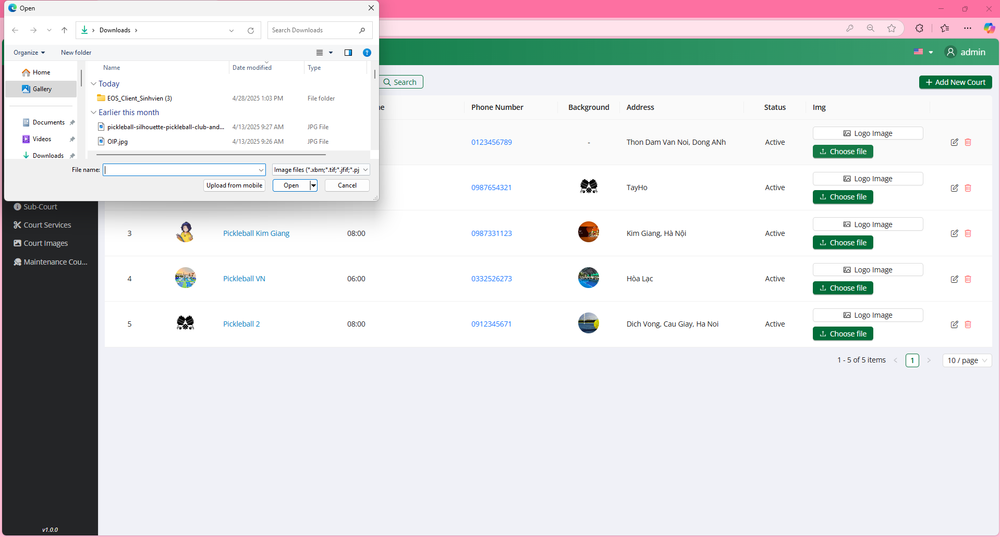 Open
Downloads
Search Downloads
Organize
New folder
Home
Gallery
Documents
Videos
Downloads
Name Date modified Type
Today
EOS_Client_Sinhvien (3) 4/28/2025 1:03 PM File folder
Earlier this month
pickleball-silhouette-pickleball-club-and... 4/13/2025 9:27 AM JPG File
OIP.jpg 4/13/2025 9:26 AM JPG File
File name:
Image files (*.xbm;*.tif;*.jfif;*.pj
Upload from mobile
Open
Cancel
admin
Search
Add New Court
Sub-Court
Court Services
Court Images
Maintenance Cou...
v1.0.0
ne Phone Number Background Address Status Img
0123456789 - Thon Dam Van Noi, Dong ANh Active Logo Image
Choose file
0987654321 TayHo Active Logo Image
Choose file
3 Pickleball Kim Giang 08:00 0987331123 Kim Giang, Hà Nội Active Logo Image
Choose file
4 Pickleball VN 06:00 0332526273 Hòa Lạc Active Logo Image
Choose file
5 Pickleball 2 08:00 0912345671 Dich Vong, Cau Giay, Ha Noi Active Logo Image
Choose file
1 - 5 of 5 items
1
10 / page